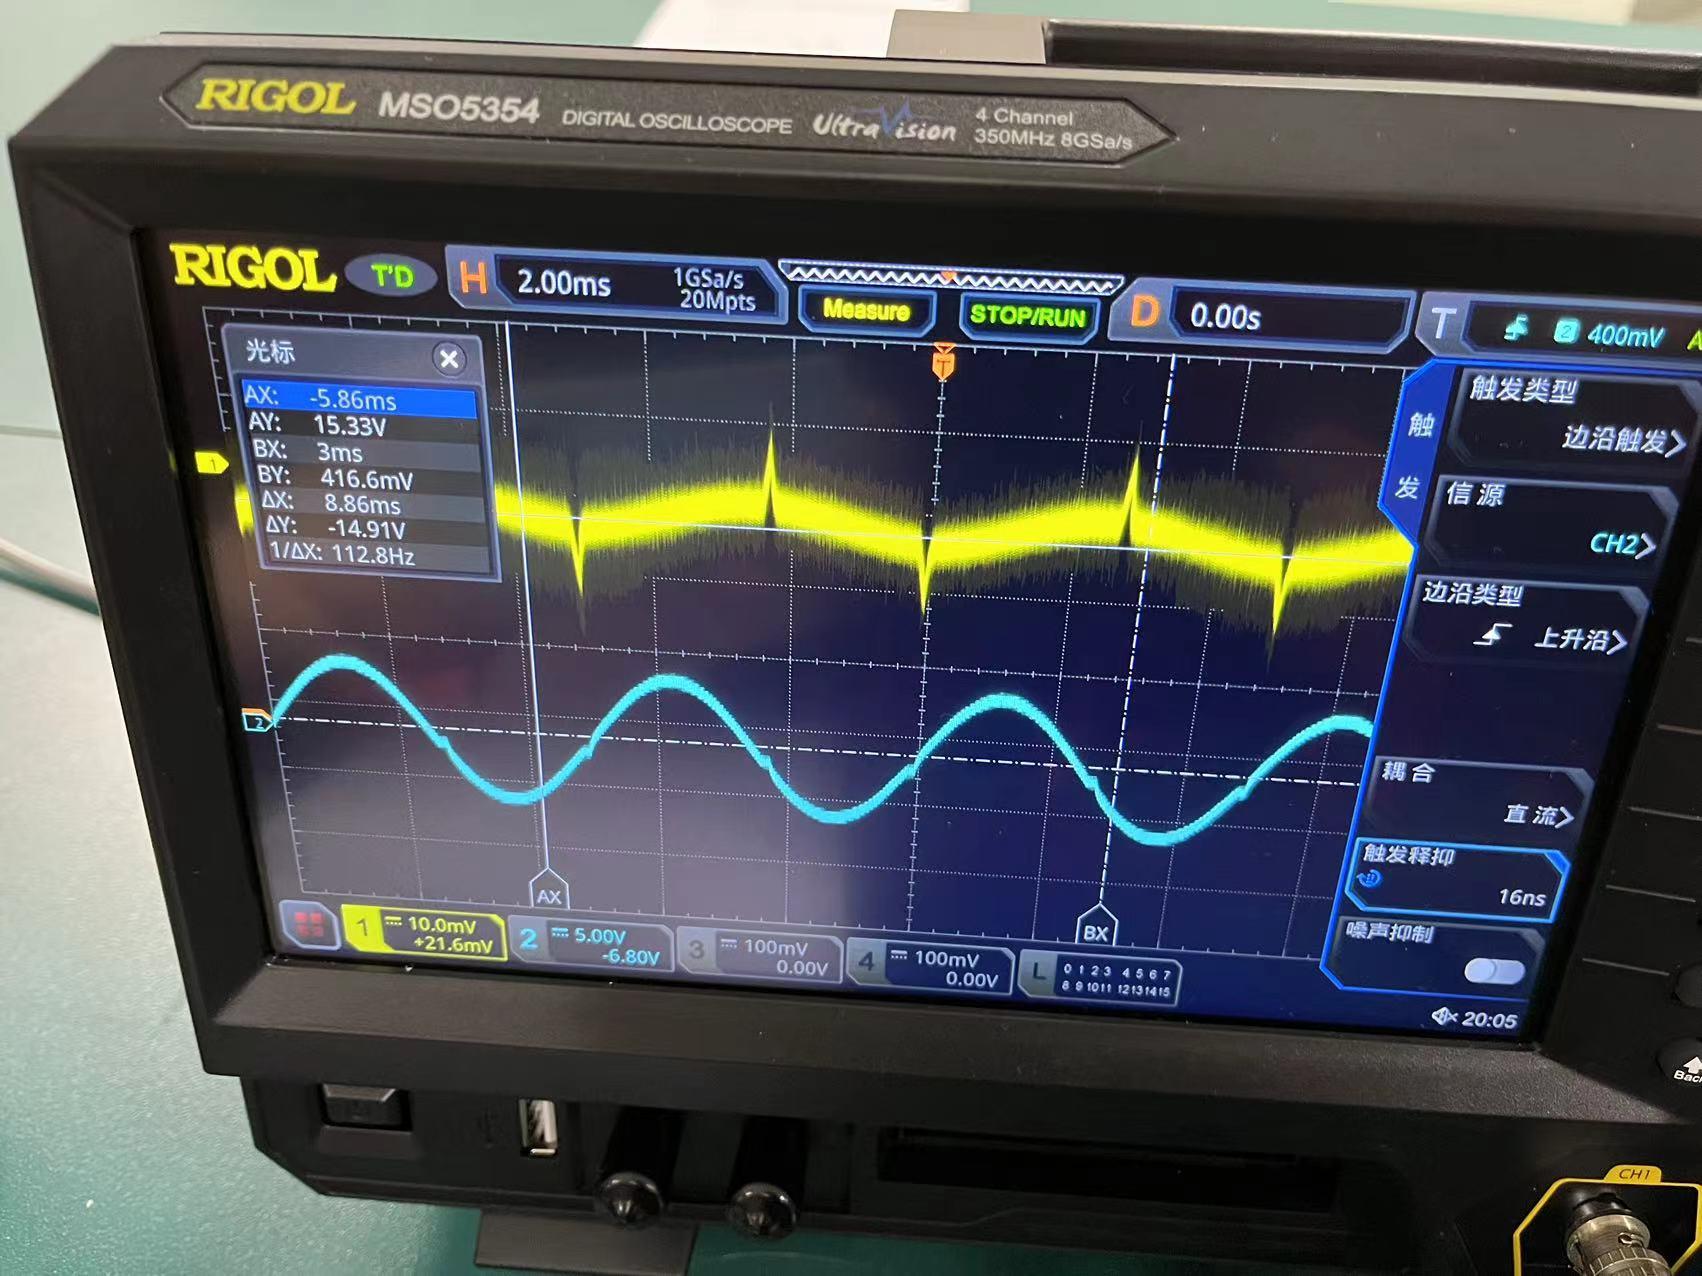 RIGOL MSO5354 DIGITAL OSCILLOSCOPE UltraVision 4 Channel
350MHz 8GSa/s
RIGOL T'D H 2.00ms 1GSa/s
20Mpts
Measure STOP/RUN D 0.00s T 2 400mV A
光标
AX: -5.86ms
AY: 15.33V
BX: 3ms
BY: 416.6mV
ΔX: 8.86ms
ΔY: -14.91V
1/ΔX: 112.8Hz
T
1
2
AX
BX
触发
触发类型
边沿触发
信源
CH2
边沿类型
上升沿
耦合
直流
触发释抑
16ns
噪声抑制
1 10.0mV
+21.6mV
2 5.00V
-6.80V
3 100mV
0.00V
4 100mV
0.00V
L 0 1 2 3 4 5 6 7
8 9 10 11 12 13 14 15
20:05
Back
CH1